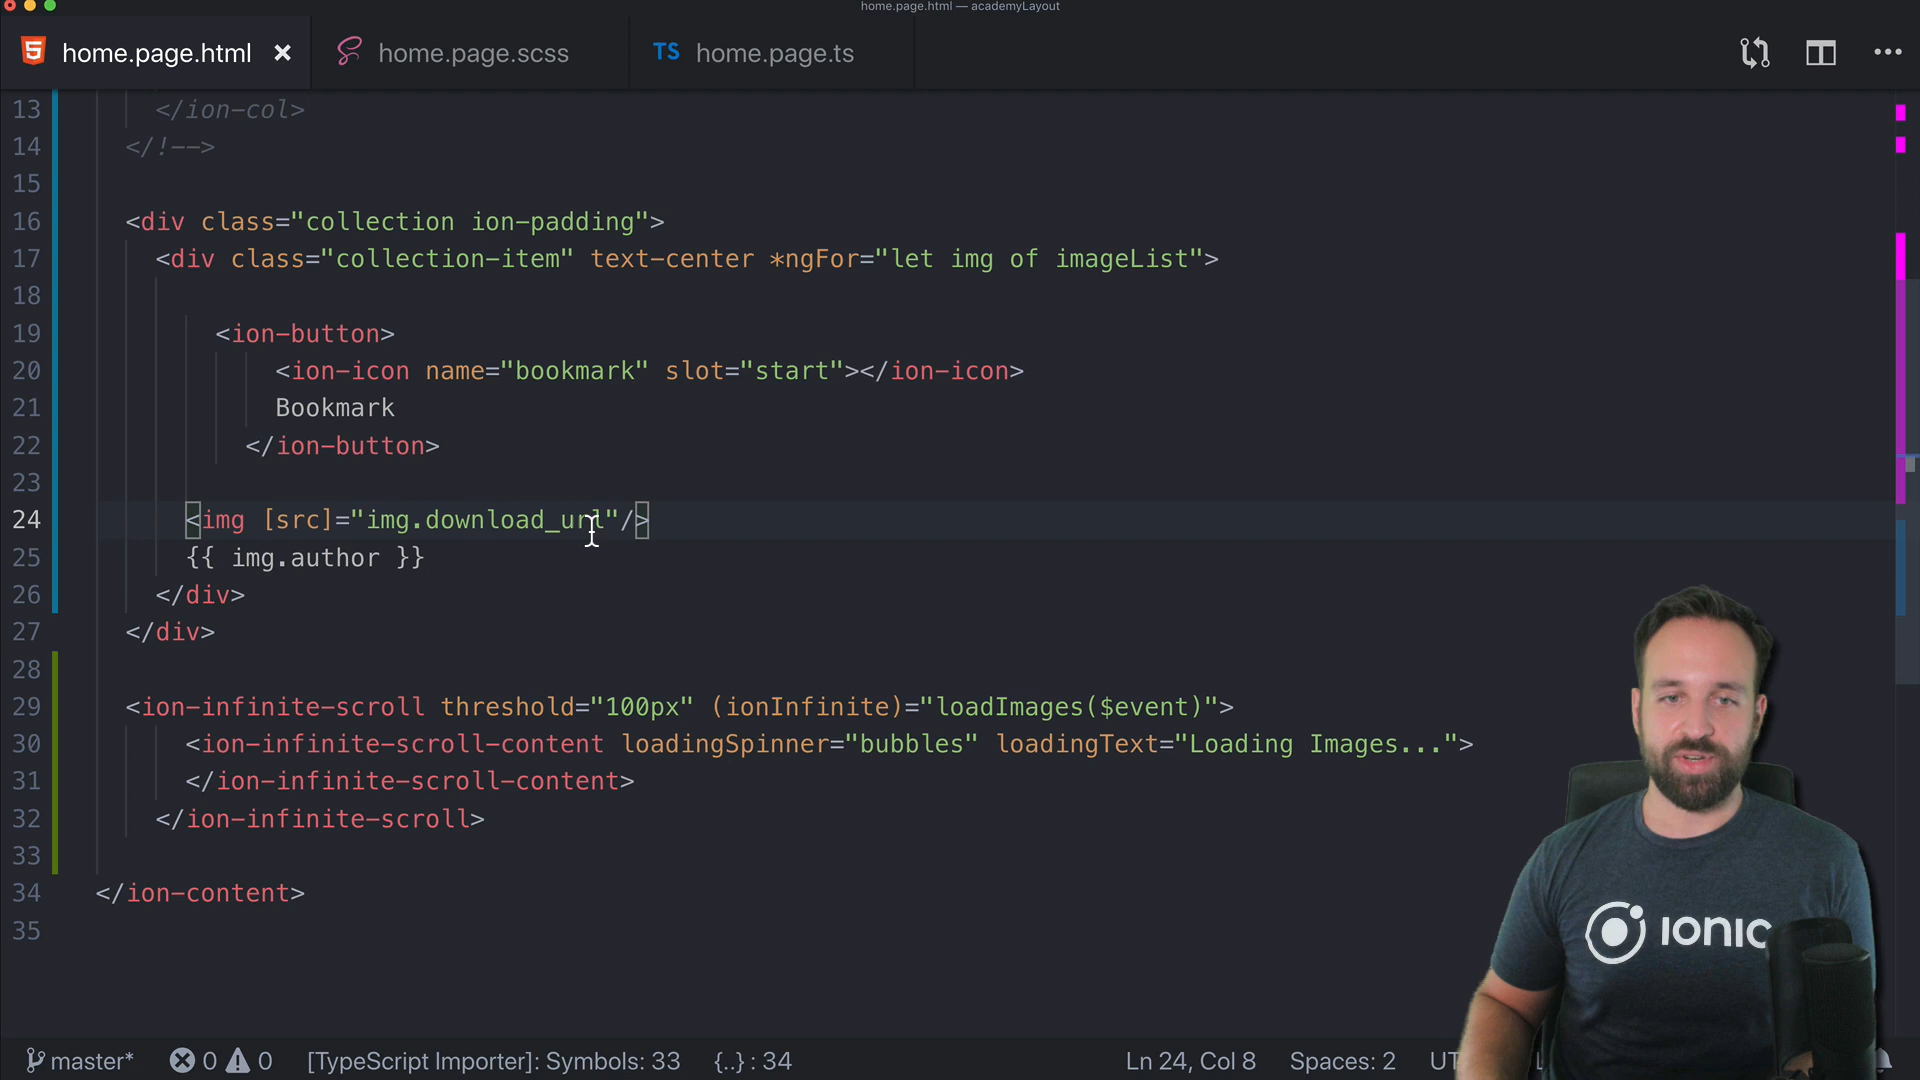 home.page.html — academyLayout
home.page.html
home.page.scss
TS home.page.ts
13 </ion-col>
14 </!-->
15
16 <div class="collection ion-padding">
17 <div class="collection-item" text-center *ngFor="let img of imageList">
18
19 <ion-button>
20 <ion-icon name="bookmark" slot="start"></ion-icon>
21 Bookmark
22 </ion-button>
23
24 <img [src]="img.download_url"/>
25 {{ img.author }}
26 </div>
27 </div>
28
29 <ion-infinite-scroll threshold="100px" (ionInfinite)="loadImages($event)">
30 <ion-infinite-scroll-content loadingSpinner="bubbles" loadingText="Loading Images...">
31 </ion-infinite-scroll-content>
32 </ion-infinite-scroll>
33
34 </ion-content>
35
IONIC
master* 0 0 [TypeScript Importer]: Symbols: 33 {..} : 34 Ln 24, Col 8 Spaces: 2